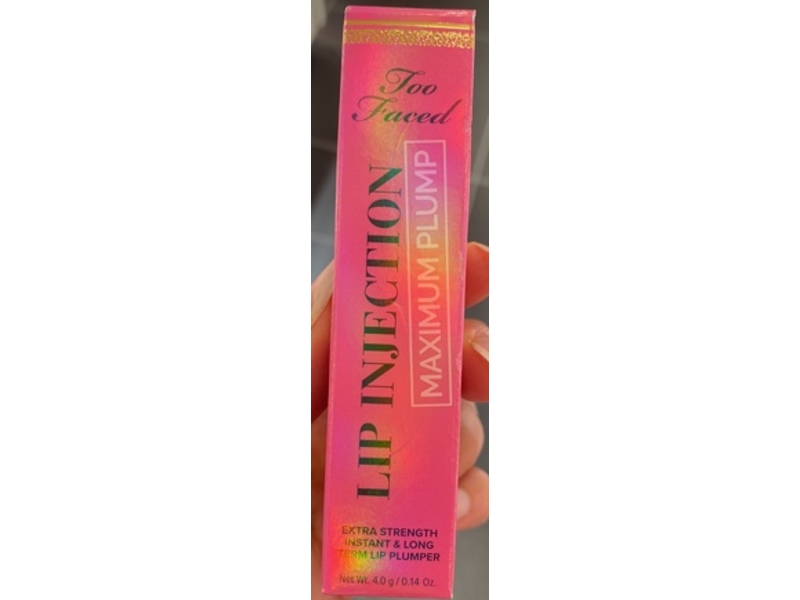 Too
Faced
LIP INJECTION
MAXIMUM PLUMP
EXTRA STRENGTH
INSTANT & LONG
TERM LIP PLUMPER
Net Wt. 4.0 g / 0.14 Oz.